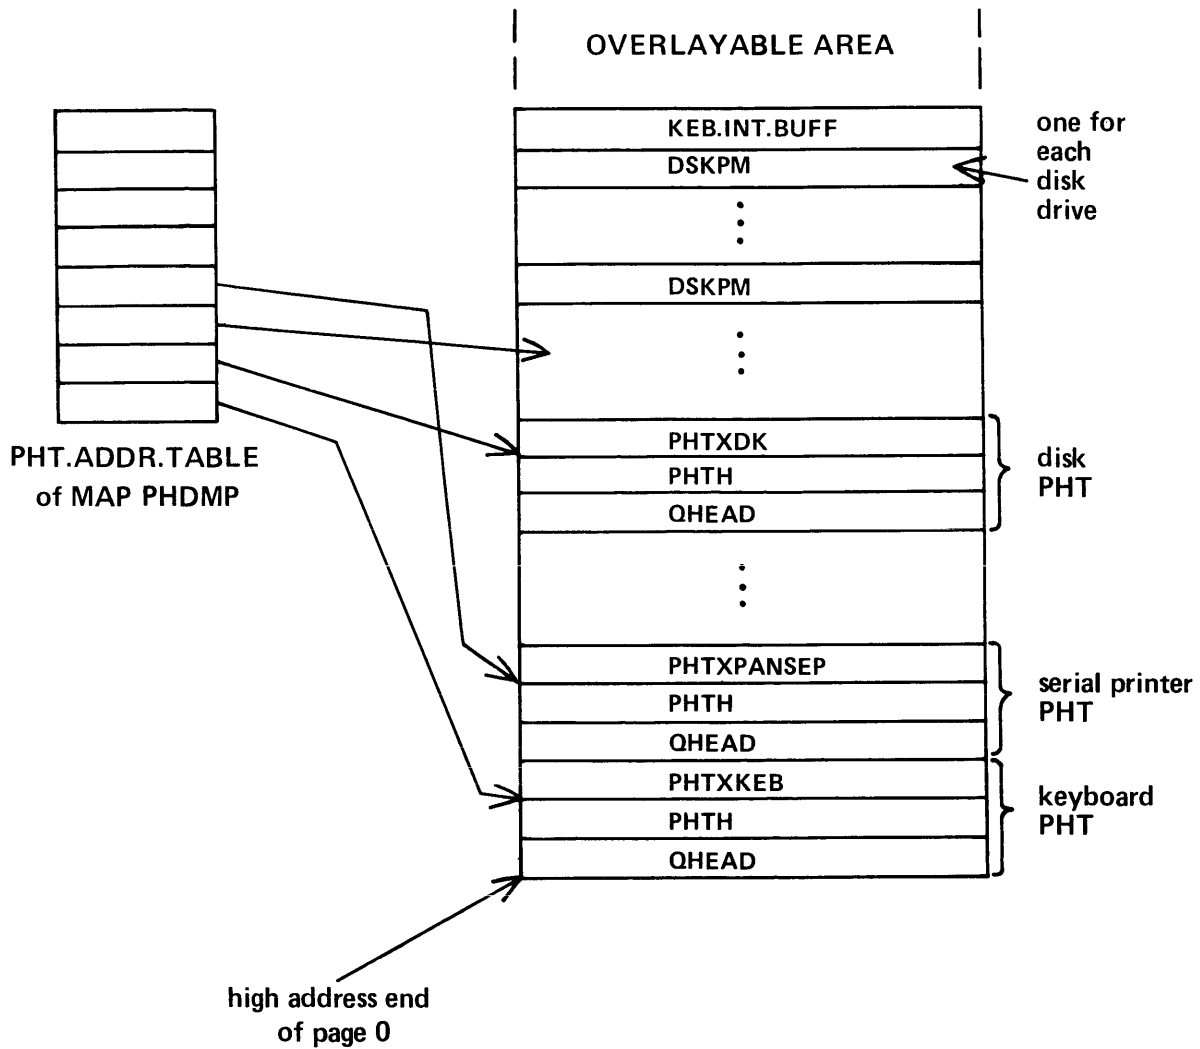 OVERLAYABLE AREA
KEB.INT.BUFF
DSKPM
one for
each
disk
drive
DSKPM
PHT.ADDR.TABLE
of MAP PHDMP
PHTXDK
PHTH
QHEAD
disk
PHT
PHTXPANSEP
PHTH
QHEAD
serial printer
PHT
PHTXKEB
PHTH
QHEAD
keyboard
PHT
high address end
of page 0